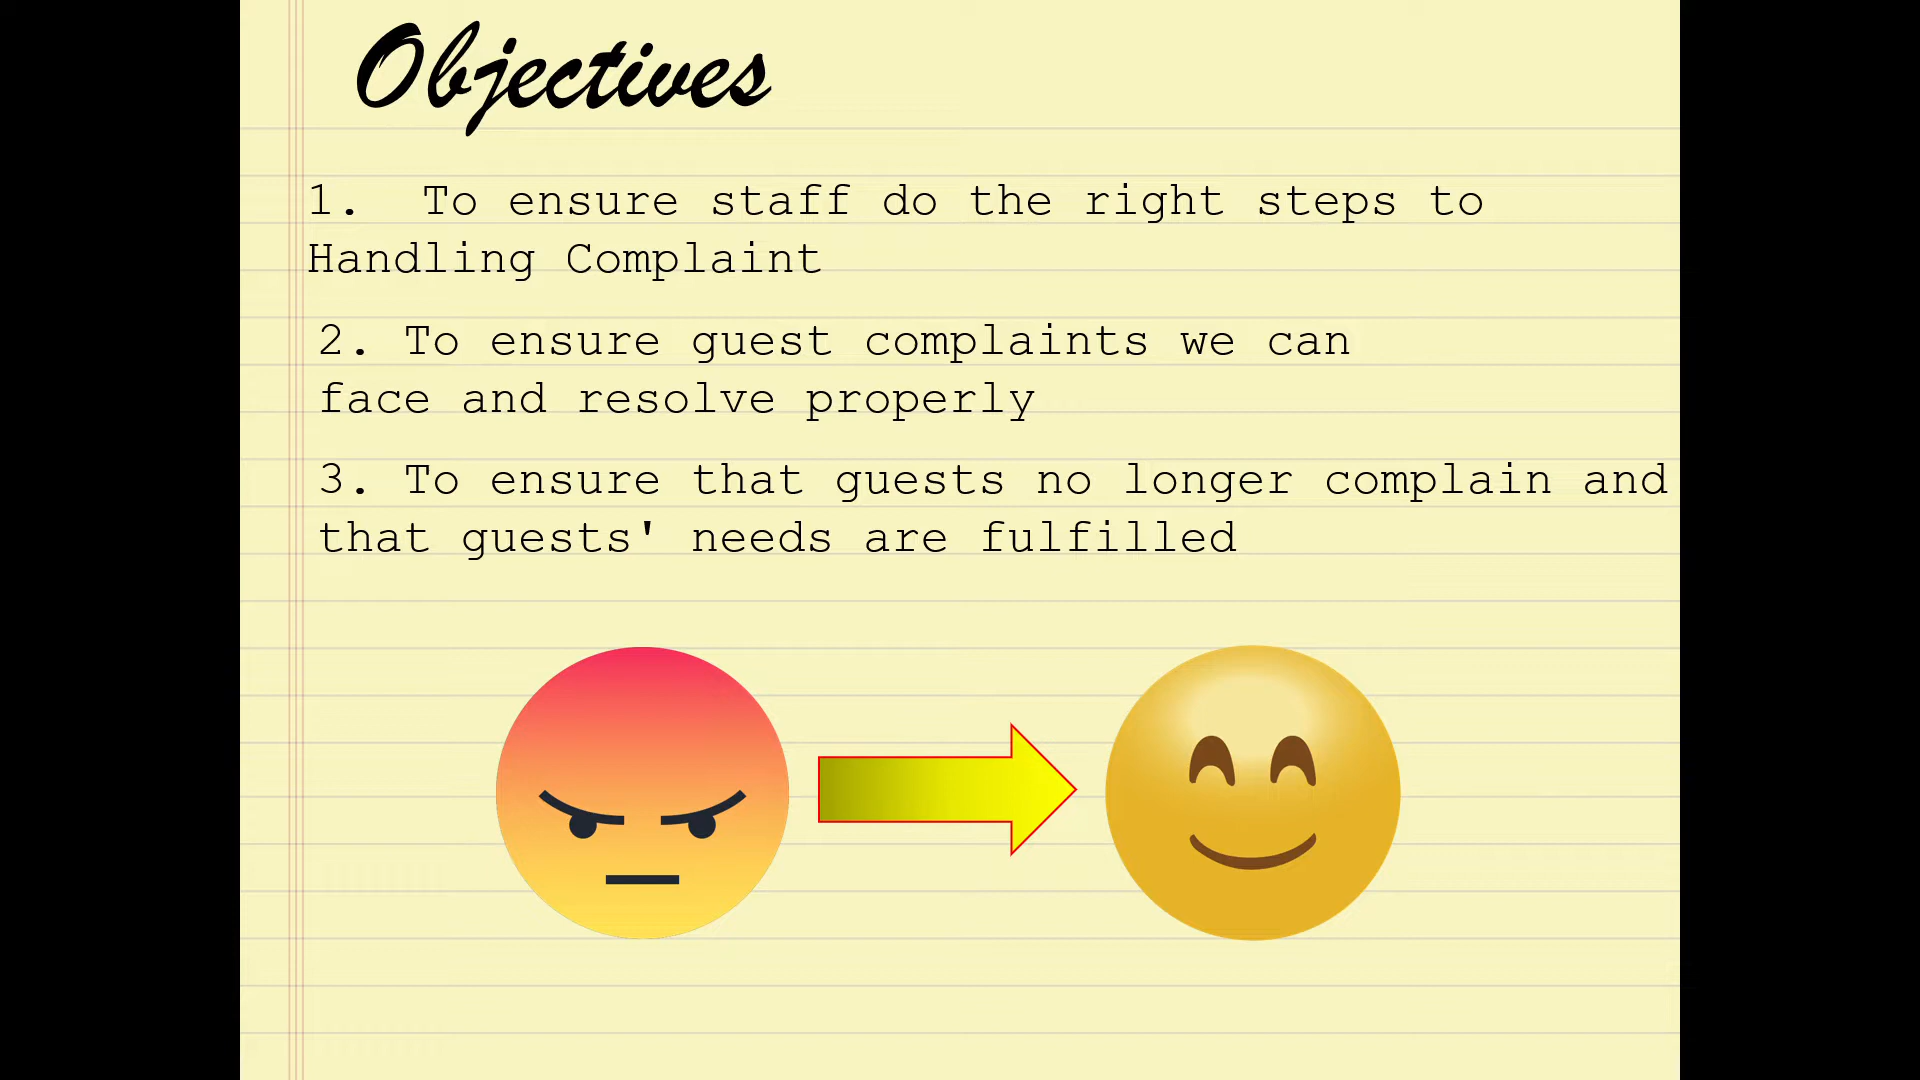 Objectives
1. To ensure staff do the right steps to
Handling Complaint
2. To ensure guest complaints we can
face and resolve properly
3. To ensure that guests no longer complain and
that guests' needs are fulfilled